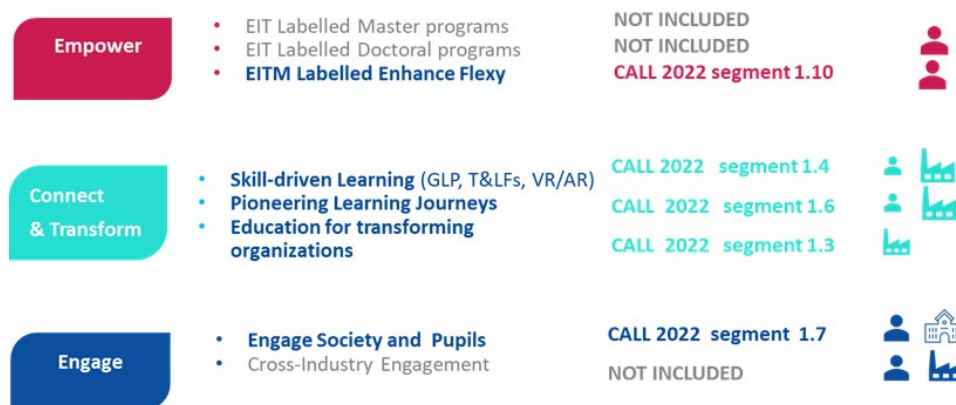 Empower
• EIT Labelled Master programs
• EIT Labelled Doctoral programs
• EITM Labelled Enhance Flexy
NOT INCLUDED
NOT INCLUDED
CALL 2022 segment 1.10
Connect
& Transform
• Skill-driven Learning (GLP, T&LFs, VR/AR)
• Pioneering Learning Journeys
• Education for transforming
organizations
CALL 2022 segment 1.4
CALL 2022 segment 1.6
CALL 2022 segment 1.3
Engage
• Engage Society and Pupils
• Cross-Industry Engagement
CALL 2022 segment 1.7
NOT INCLUDED